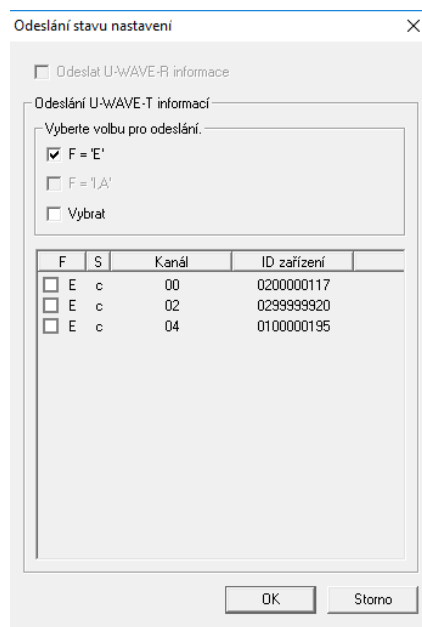 Odeslání stavu nastavení
Odeslat U-WAVE-R informace
Odeslání U-WAVE-T informací
Vyberte volbu pro odeslání.
F = 'E'
F = 'I,A'
Vybrat
F S Kanál ID zařízení
E c 00 0200000117
E c 02 0299999920
E c 04 0100000195
OK Storno